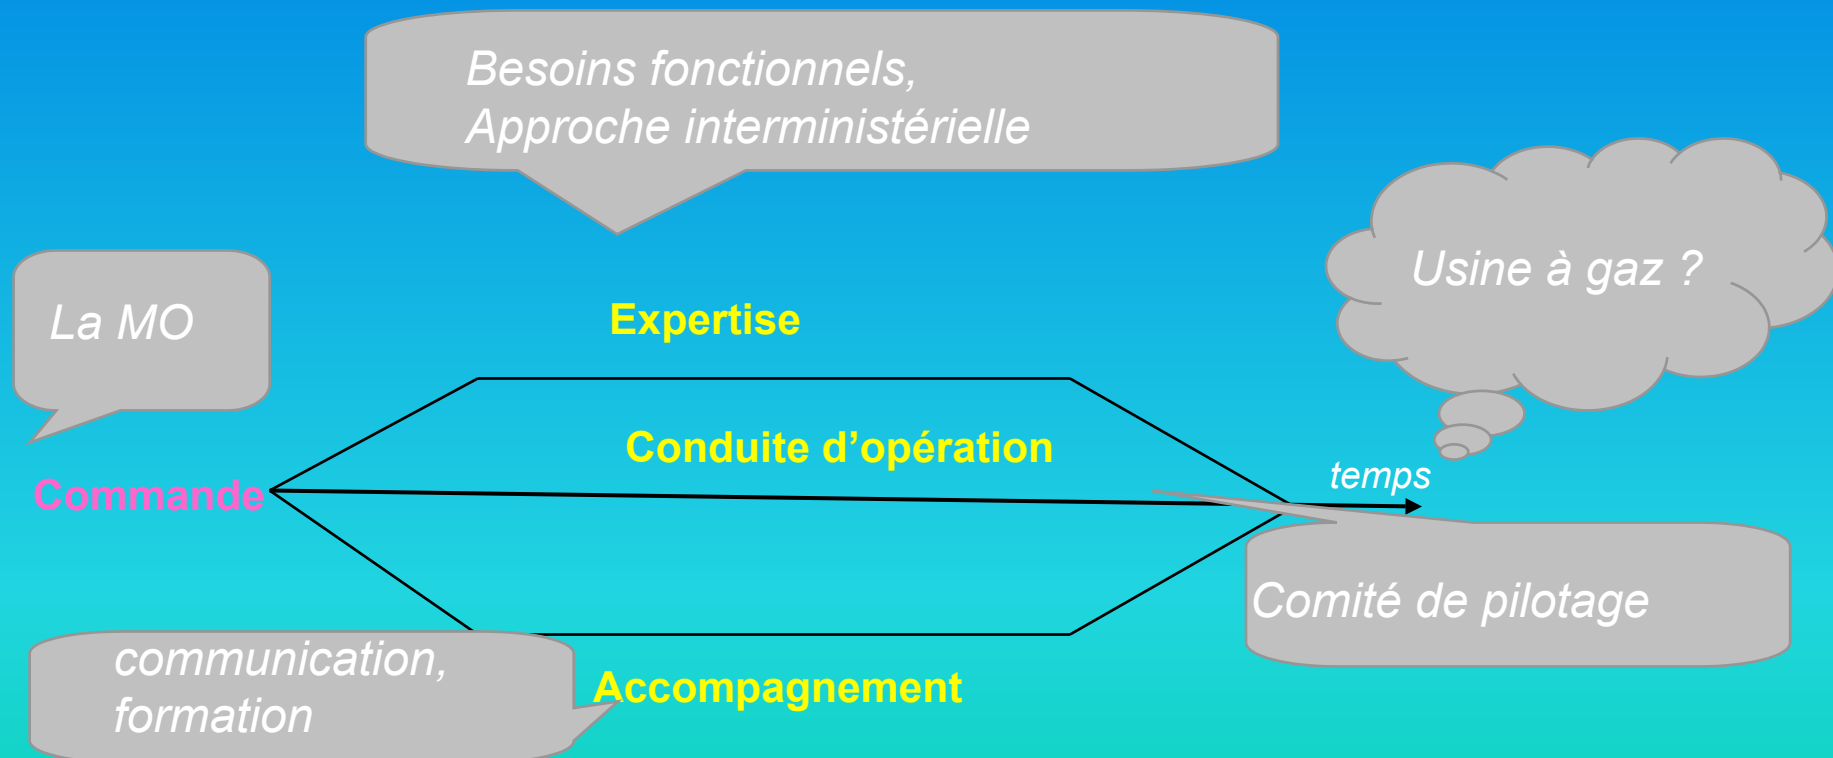 Besoins fonctionnels,
Approche interministérielle
Usine à gaz ?
La MO
Expertise
Conduite d’opération
temps
Commande
Comité de pilotage
communication,
formation
Accompagnement